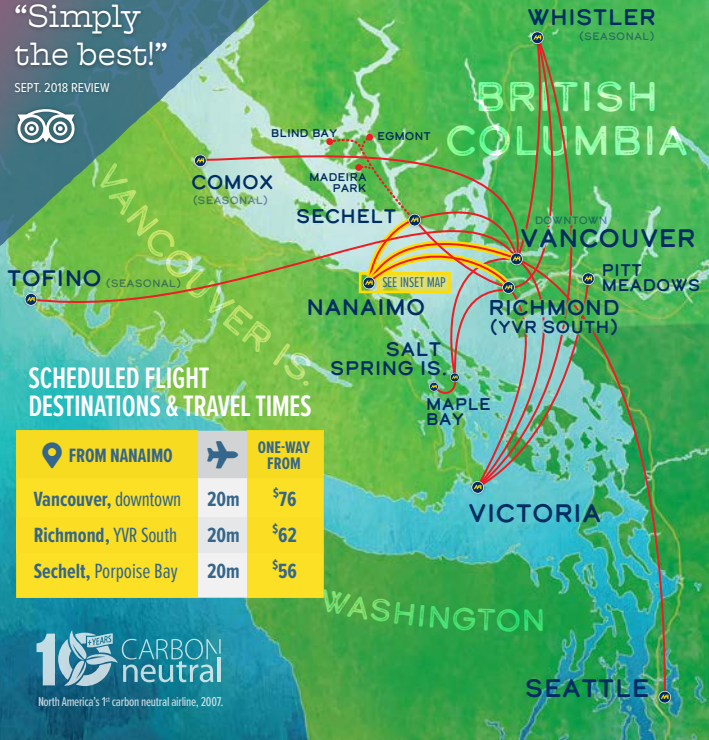 “Simply
the best!”
SEPT. 2018 REVIEW
WHISTLER
(SEASONAL)
BRITISH
COLUMBIA
BLIND BAY
EGMONT
MADEIRA
PARK
COMOX
(SEASONAL)
SECHELT
DOWNTOWN
VANCOUVER
VANCOUVER IS.
TOFINO (SEASONAL)
SEE INSET MAP
NANAIMO
PITT
MEADOWS
RICHMOND
(YVR SOUTH)
SALT
SPRING IS.
MAPLE
BAY
SCHEDULED FLIGHT
DESTINATIONS & TRAVEL TIMES
FROM NANAIMO
ONE-WAY
FROM
Vancouver, downtown 20m $76
Richmond, YVR South 20m $62
Sechelt, Porpoise Bay 20m $56
VICTORIA
WASHINGTON
10 +YEARS CARBON
neutral
North America's 1st carbon neutral airline, 2007.
SEATTLE